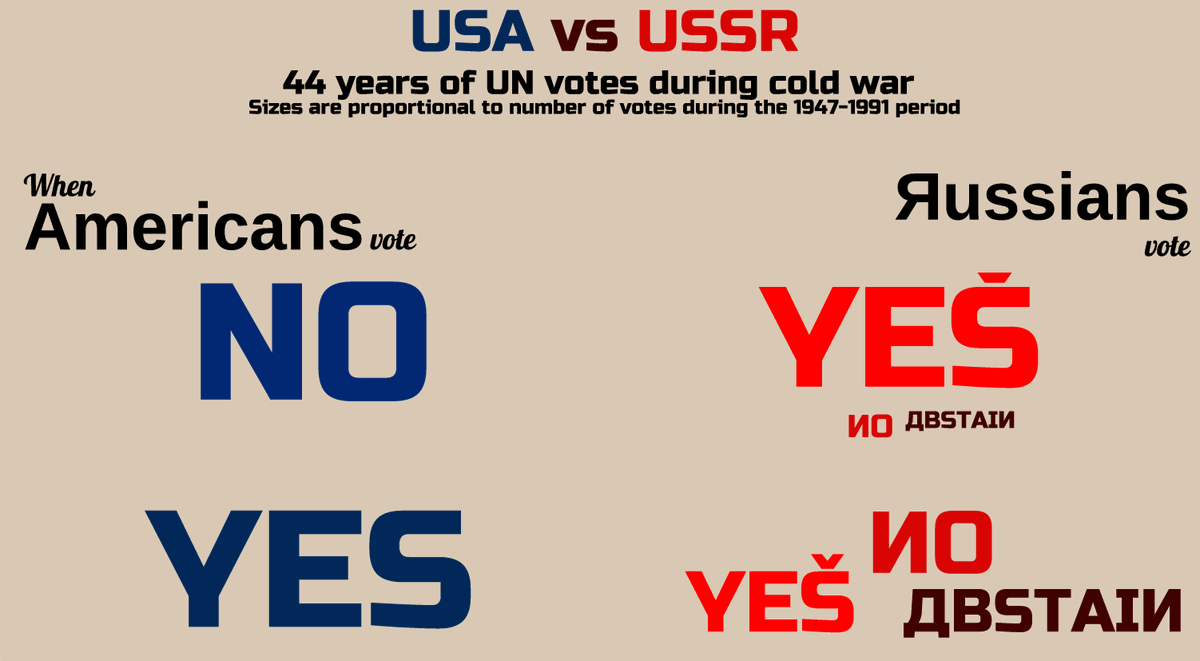 USA vs USSR
44 years of UN votes during cold war
Sizes are proportional to number of votes during the 1947-1991 period
When
Americans vote
Яussians
vote
NO
YEŠ
ИO ДBSTAIИ
YES
YEŠ ИO
ДBSTAIИ